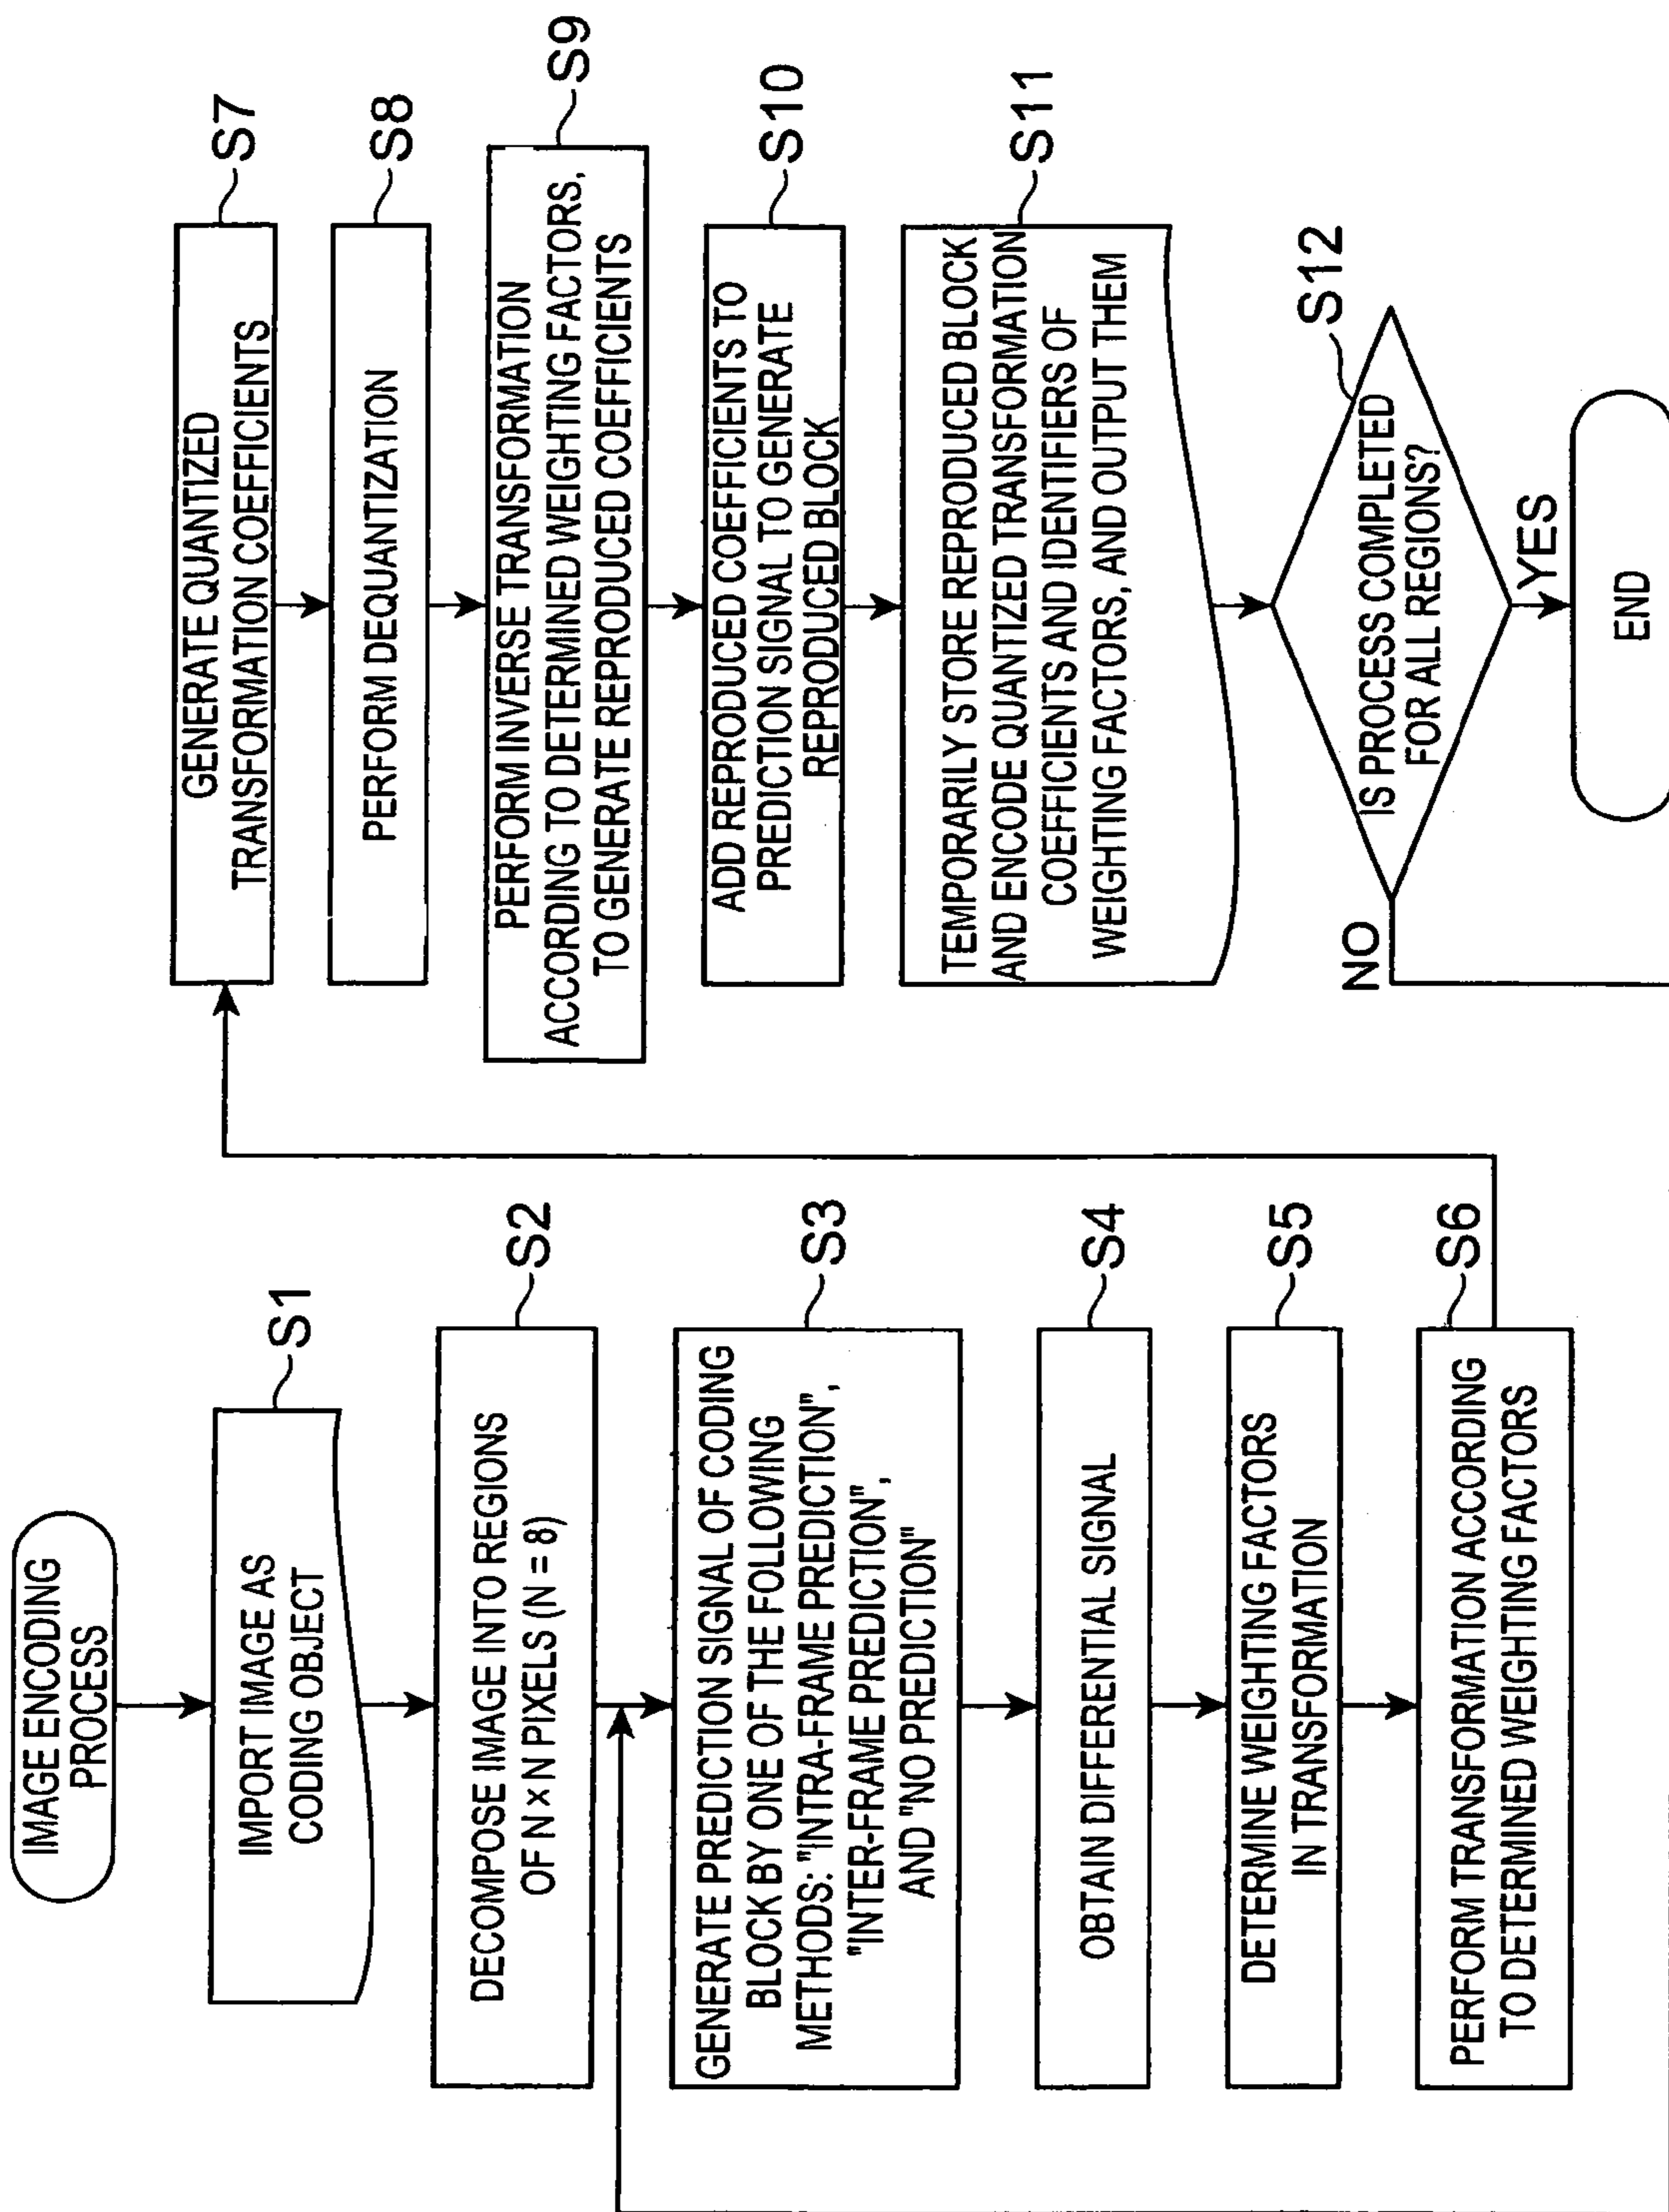 IMAGE ENCODING
PROCESS
S1
IMPORT IMAGE AS
CODING OBJECT
S2
DECOMPOSE IMAGE INTO REGIONS
OF N × N PIXELS (N = 8)
S3
GENERATE PREDICTION SIGNAL OF CODING
BLOCK BY ONE OF THE FOLLOWING
METHODS: "INTRA-FRAME PREDICTION",
"INTER-FRAME PREDICTION",
AND "NO PREDICTION"
S4
OBTAIN DIFFERENTIAL SIGNAL
S5
DETERMINE WEIGHTING FACTORS
IN TRANSFORMATION
S6
PERFORM TRANSFORMATION ACCORDING
TO DETERMINED WEIGHTING FACTORS
S7
GENERATE QUANTIZED
TRANSFORMATION COEFFICIENTS
S8
PERFORM DEQUANTIZATION
S9
PERFORM INVERSE TRANSFORMATION
ACCORDING TO DETERMINED WEIGHTING FACTORS,
TO GENERATE REPRODUCED COEFFICIENTS
S10
ADD REPRODUCED COEFFICIENTS TO
PREDICTION SIGNAL TO GENERATE
REPRODUCED BLOCK
S11
TEMPORARILY STORE REPRODUCED BLOCK
AND ENCODE QUANTIZED TRANSFORMATION
COEFFICIENTS AND IDENTIFIERS OF
WEIGHTING FACTORS, AND OUTPUT THEM
S12
IS PROCESS COMPLETED
FOR ALL REGIONS?
NO
YES
END